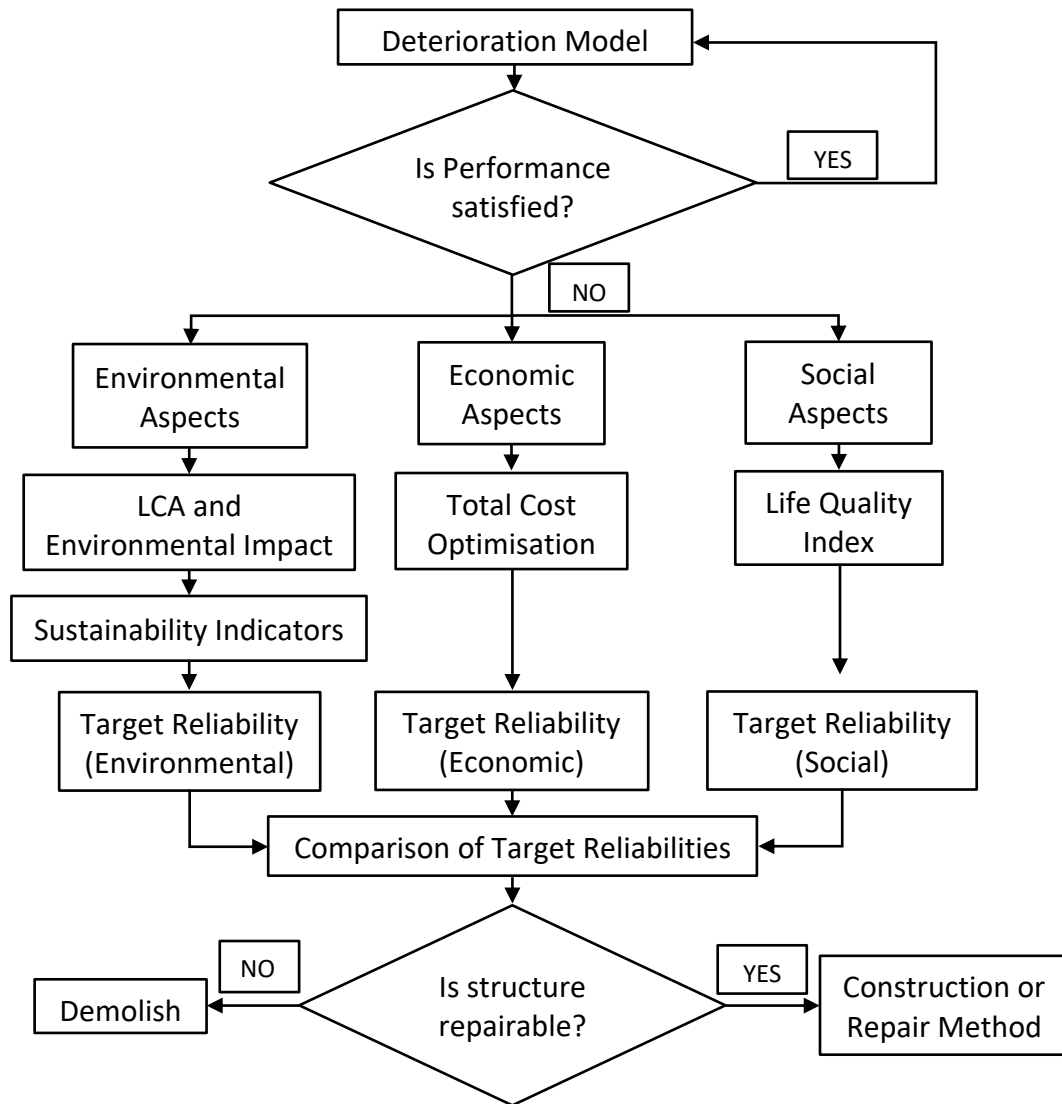 Deterioration Model
Is Performance
satisfied?
YES
NO
Environmental
Aspects
Economic
Aspects
Social
Aspects
LCA and
Environmental Impact
Total Cost
Optimisation
Life Quality
Index
Sustainability Indicators
Target Reliability
(Environmental)
Target Reliability
(Economic)
Target Reliability
(Social)
Comparison of Target Reliabilities
Is structure
repairable?
NO
YES
Demolish
Construction or
Repair Method